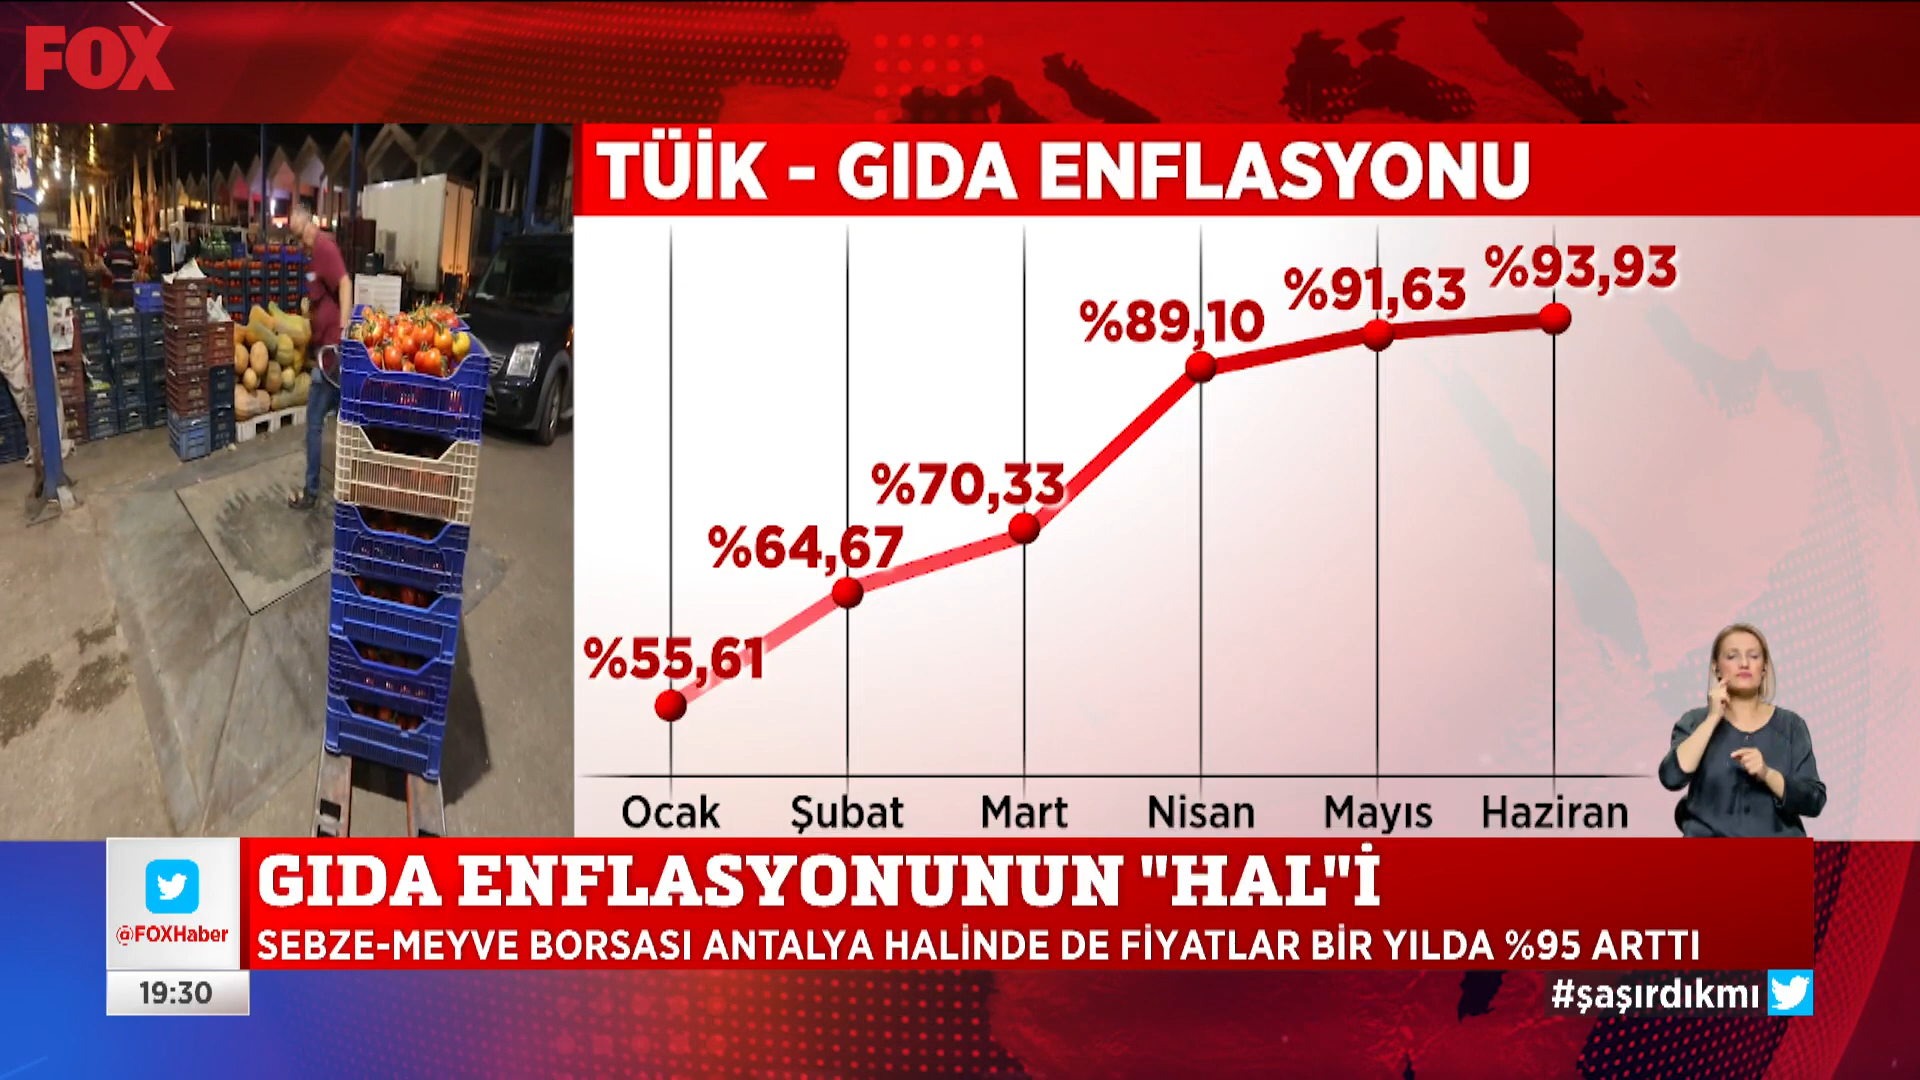 FOX
TÜİK - GIDA ENFLASYONU
%55,61
%64,67
%70,33
%89,10
%91,63
%93,93
Ocak Şubat Mart Nisan Mayıs Haziran
GIDA ENFLASYONUNUN "HAL"İ
@FOXHaber
SEBZE-MEYVE BORSASI ANTALYA HALİNDE DE FİYATLAR BİR YILDA %95 ARTTI
19:30
#şaşırdıkmı